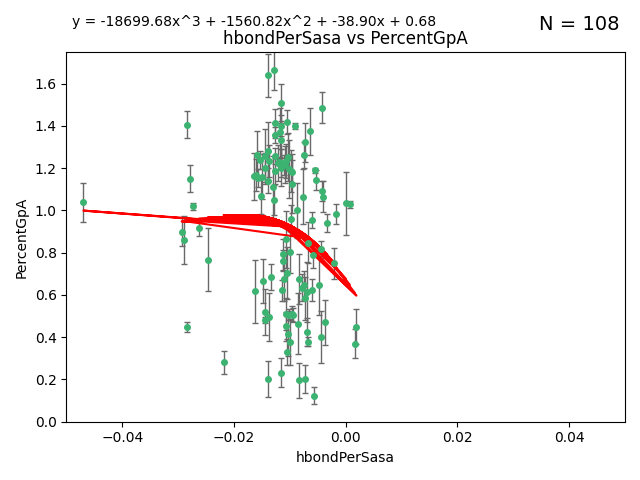 y = -18699.68x^3 + -1560.82x^2 + -38.90x + 0.68
N = 108
hbondPerSasa vs PercentGpA
PercentGpA
1.6
1.4
1.2
1.0
0.8
0.6
0.4
0.2
0.0
−0.04
−0.02
0.00
0.02
0.04
hbondPerSasa